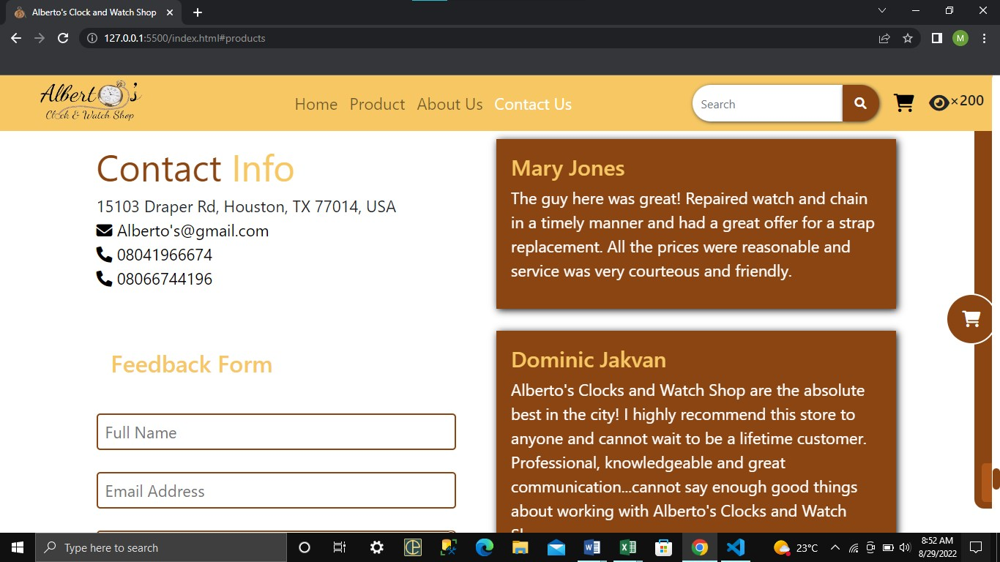 Alberto's Clock and Watch Shop
127.0.0.1:5500/index.html#products
M
Alberto's
Clock & Watch Shop
Home Product About Us Contact Us
Search
×200
Contact Info
15103 Draper Rd, Houston, TX 77014, USA
Alberto's@gmail.com
08041966674
08066744196
Feedback Form
Full Name
Email Address
Mary Jones
The guy here was great! Repaired watch and chain
in a timely manner and had a great offer for a strap
replacement. All the prices were reasonable and
service was very courteous and friendly.
Dominic Jakvan
Alberto's Clocks and Watch Shop are the absolute
best in the city! I highly recommend this store to
anyone and cannot wait to be a lifetime customer.
Professional, knowledgeable and great
communication...cannot say enough good things
about working with Alberto's Clocks and Watch
Type here to search
23°C
8:52 AM
8/29/2022